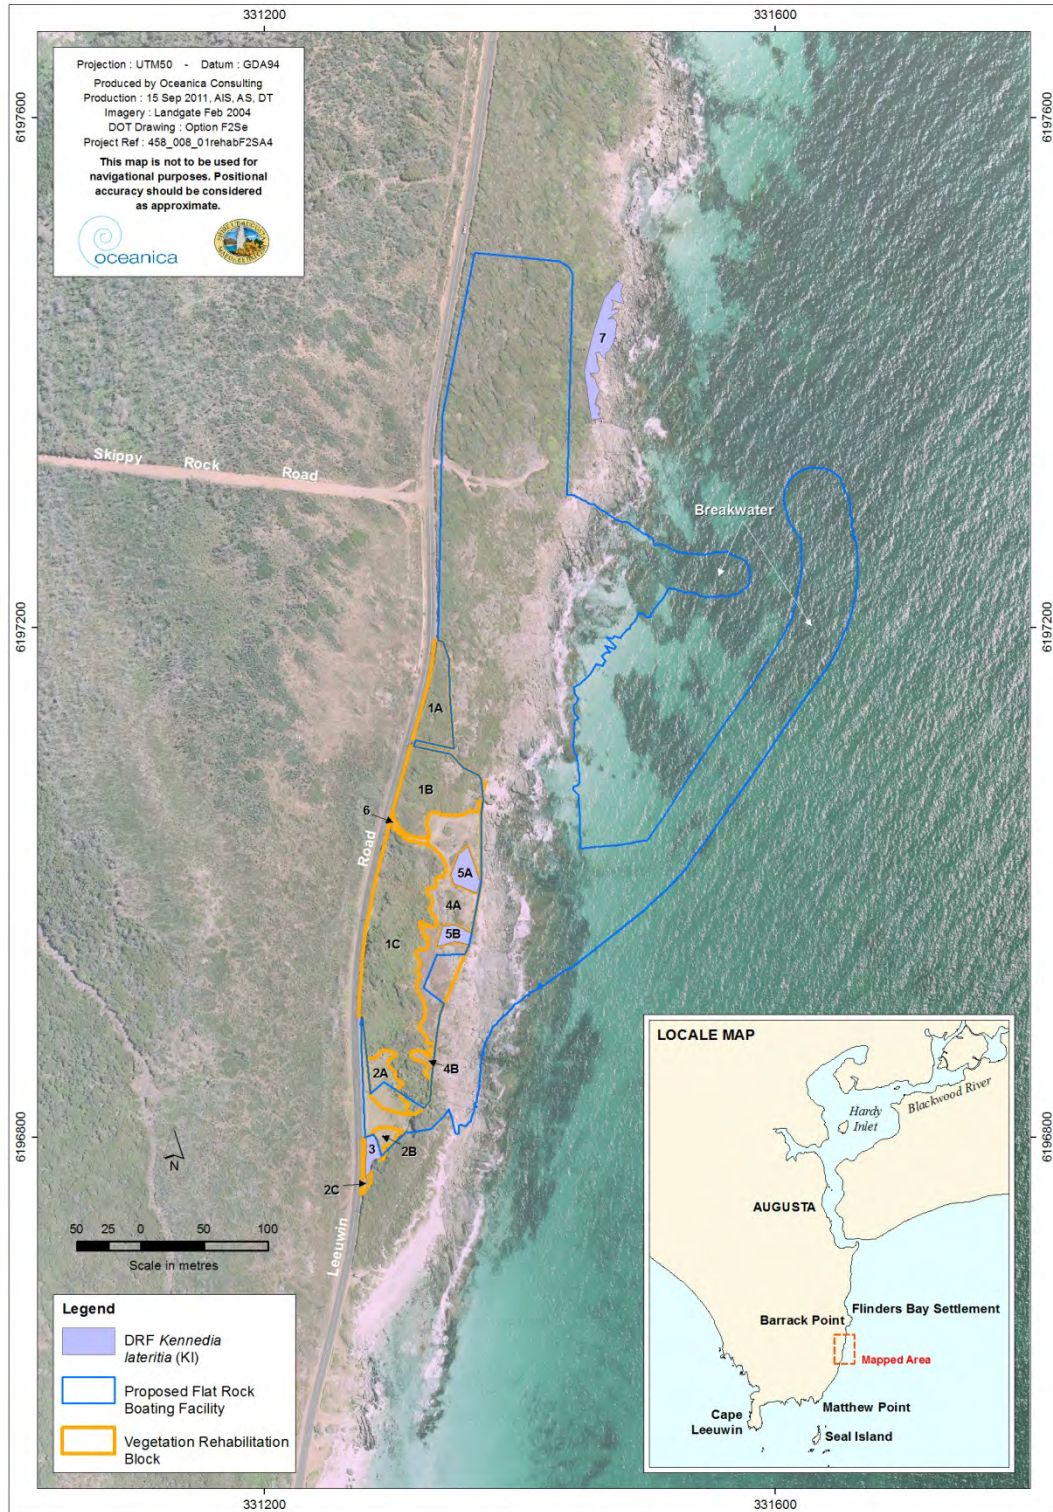 331200
331600
Projection : UTM50 - Datum : GDA94
Produced by Oceanica Consulting
Production : 15 Sep 2011, AIS, AS, DT
Imagery : Landgate Feb 2004
DOT Drawing : Option F2Se
Project Ref : 458_008_01rehabF2SA4
This map is not to be used for
navigational purposes. Positional
accuracy should be considered
as approximate.
oceanica
6197600
6197600
7
Skippy Rock Road
Breakwater
6197200
6197200
1A
1B
6
Road
5A
4A
5B
1C
2A
4B
6196800
6196800
3
2B
2C
N
Leeuwin
50 25 0 50 100
Scale in metres
Legend
DRF Kennedia
lateritia (KI)
Proposed Flat Rock
Boating Facility
Vegetation Rehabilitation
Block
LOCALE MAP
Blackwood River
Hardy
Inlet
AUGUSTA
Flinders Bay Settlement
Barrack Point
Mapped Area
Matthew Point
Cape
Leeuwin
Seal Island
331200
331600